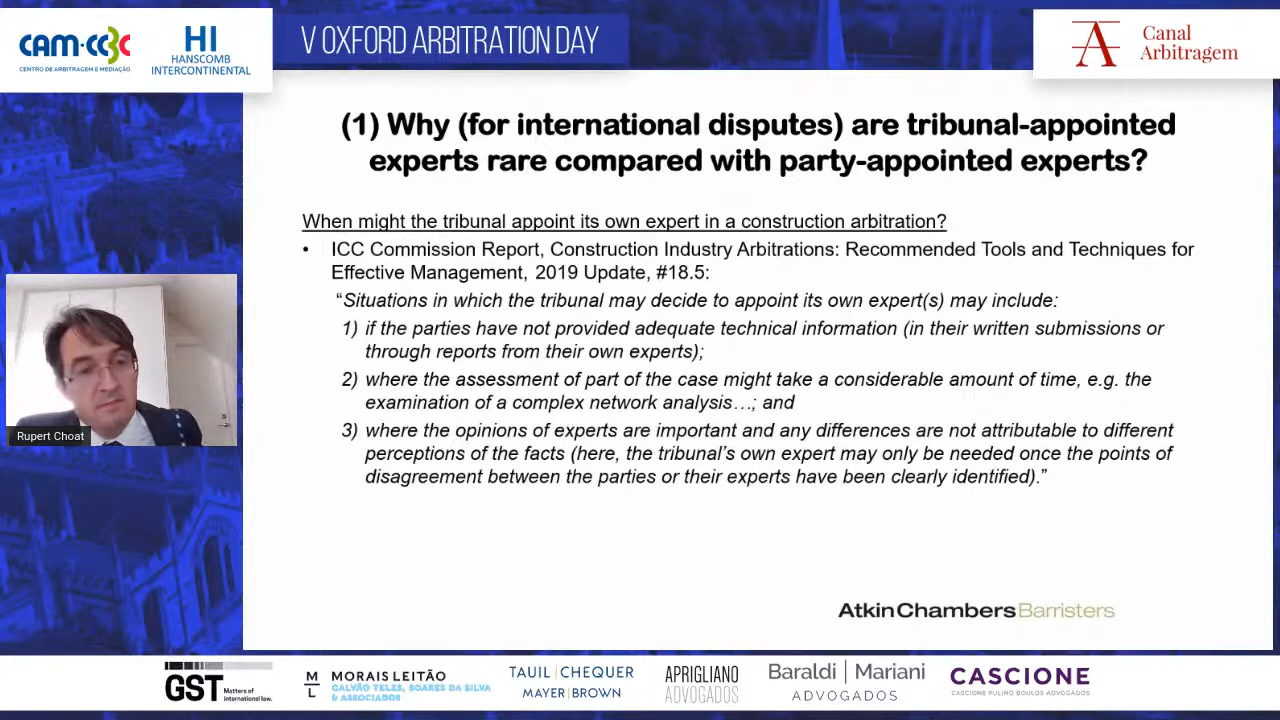 CAM-CCBC
CENTRO DE ARBITRAGEM E MEDIAÇÃO
HI
HANSCOMB
INTERCONTINENTAL
V OXFORD ARBITRATION DAY
Canal
Arbitragem
(1) Why (for international disputes) are tribunal-appointed
experts rare compared with party-appointed experts?
When might the tribunal appoint its own expert in a construction arbitration?
• ICC Commission Report, Construction Industry Arbitrations: Recommended Tools and Techniques for
Effective Management, 2019 Update, #18.5:
“Situations in which the tribunal may decide to appoint its own expert(s) may include:
1) if the parties have not provided adequate technical information (in their written submissions or
through reports from their own experts);
2) where the assessment of part of the case might take a considerable amount of time, e.g. the
examination of a complex network analysis…; and
3) where the opinions of experts are important and any differences are not attributable to different
perceptions of the facts (here, the tribunal’s own expert may only be needed once the points of
disagreement between the parties or their experts have been clearly identified).”
Rupert Choat
Atkin Chambers Barristers
GST Matters of
international law.
M
L
MORAIS LEITÃO
GALVÃO TELES, SOARES DA SILVA
& ASSOCIADOS
TAUIL | CHEQUER
MAYER | BROWN
APRIGLIANO
ADVOGADOS
Baraldi | Mariani
ADVOGADOS
CASCIONE
CASCIONE PULINO BOULOS ADVOGADOS